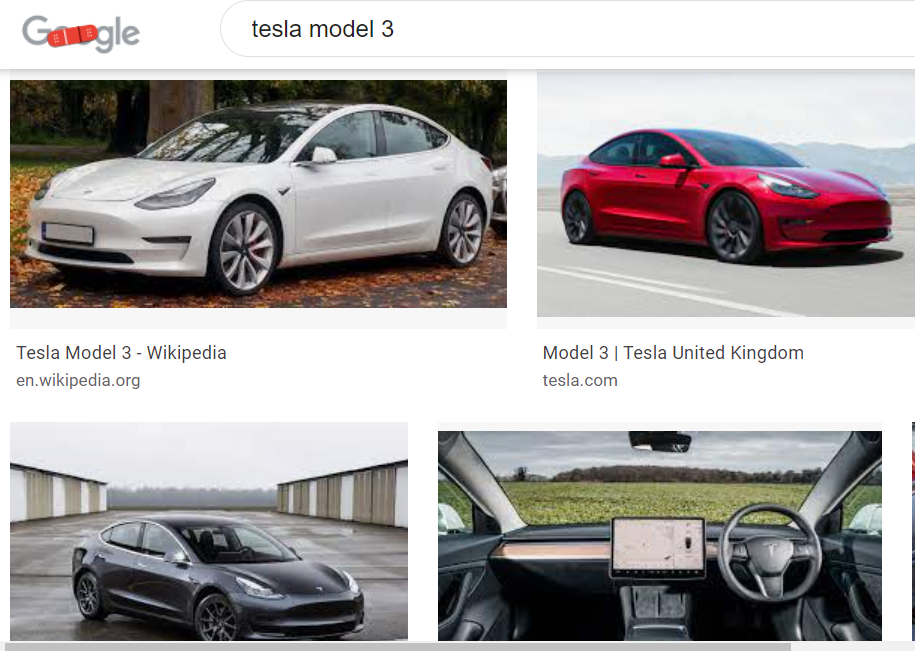 Google
tesla model 3
Tesla Model 3 - Wikipedia
en.wikipedia.org
Model 3 | Tesla United Kingdom
tesla.com